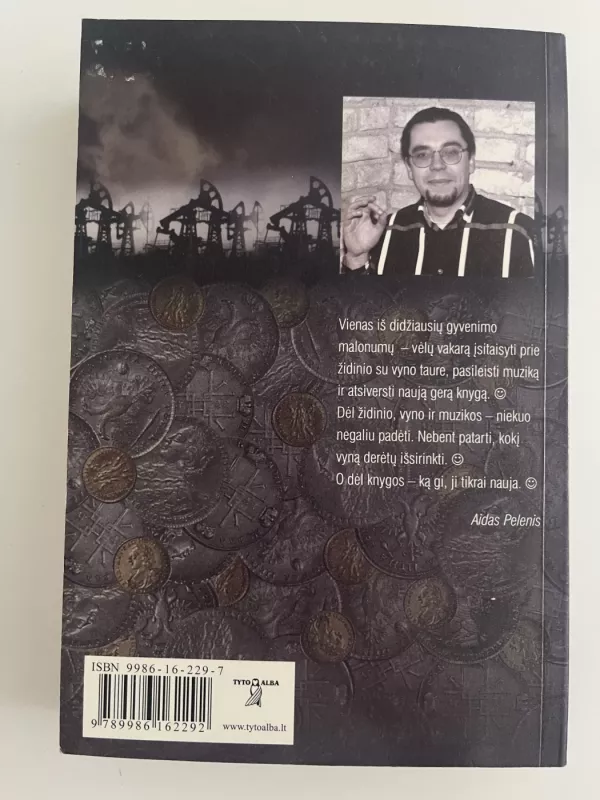 Vienas iš didžiausių gyvenimo
malonumų – vėlų vakarą įsitaisyti prie
židinio su vyno taure, pasileisti muziką
ir atsiversti naują gerą knygą. ☺
Dėl židinio, vyno ir muzikos – niekuo
negaliu padėti. Nebent patarti, kokį
vyną derėtų išsirinkti. ☺
O dėl knygos – ką gi, ji tikrai nauja. ☺
Aidas Pelenis
ISBN 9986-16-229-7
TYTO ALBA
9 789986 162292
www.tytoalba.lt